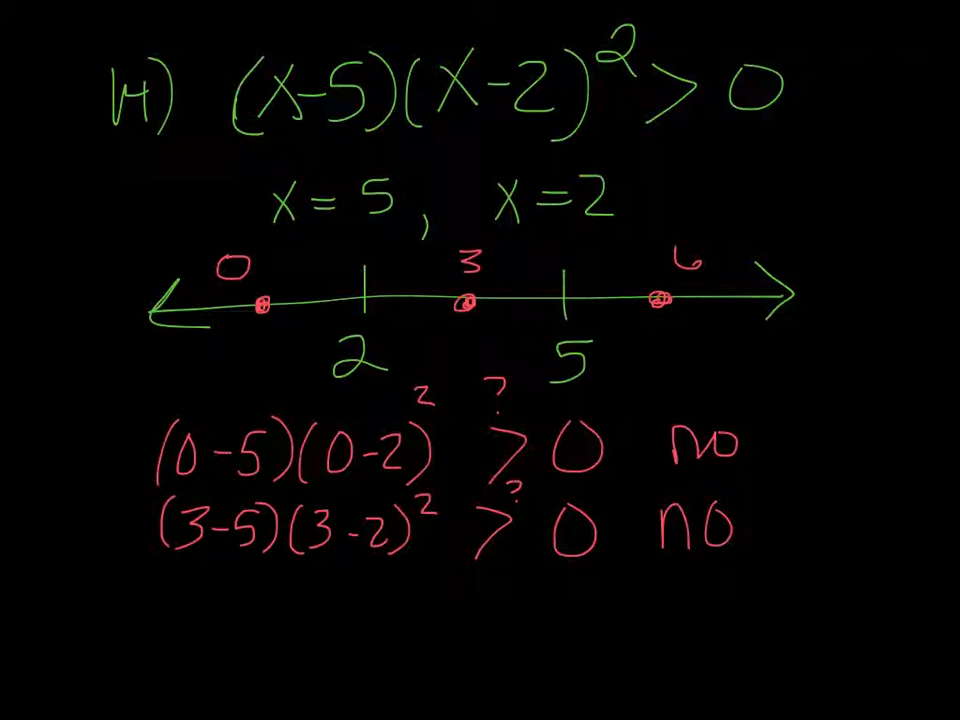 14) (x-5)(x-2)² > 0
x = 5, x = 2
0 3 6
2 5
(0-5)(0-2)² >? 0 no
(3-5)(3-2)² >? 0 no